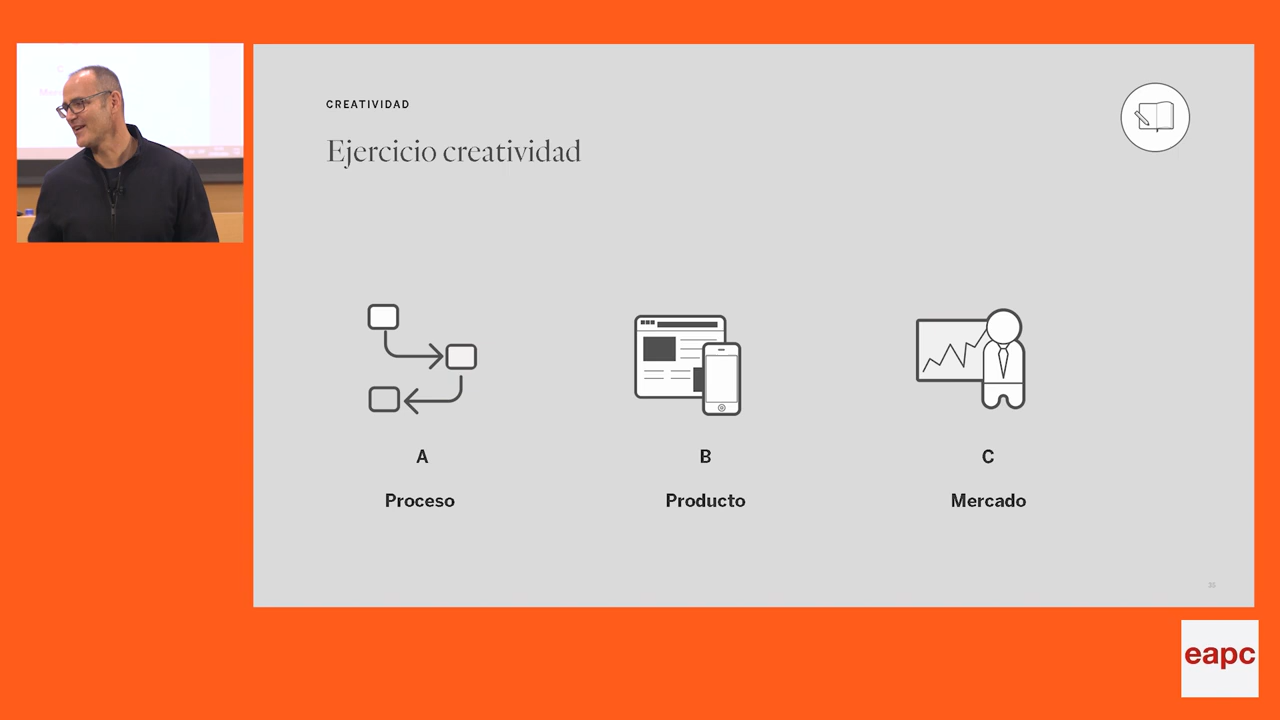 CREATIVIDAD
Ejercicio creatividad
A
B
C
Proceso
Producto
Mercado
eapc